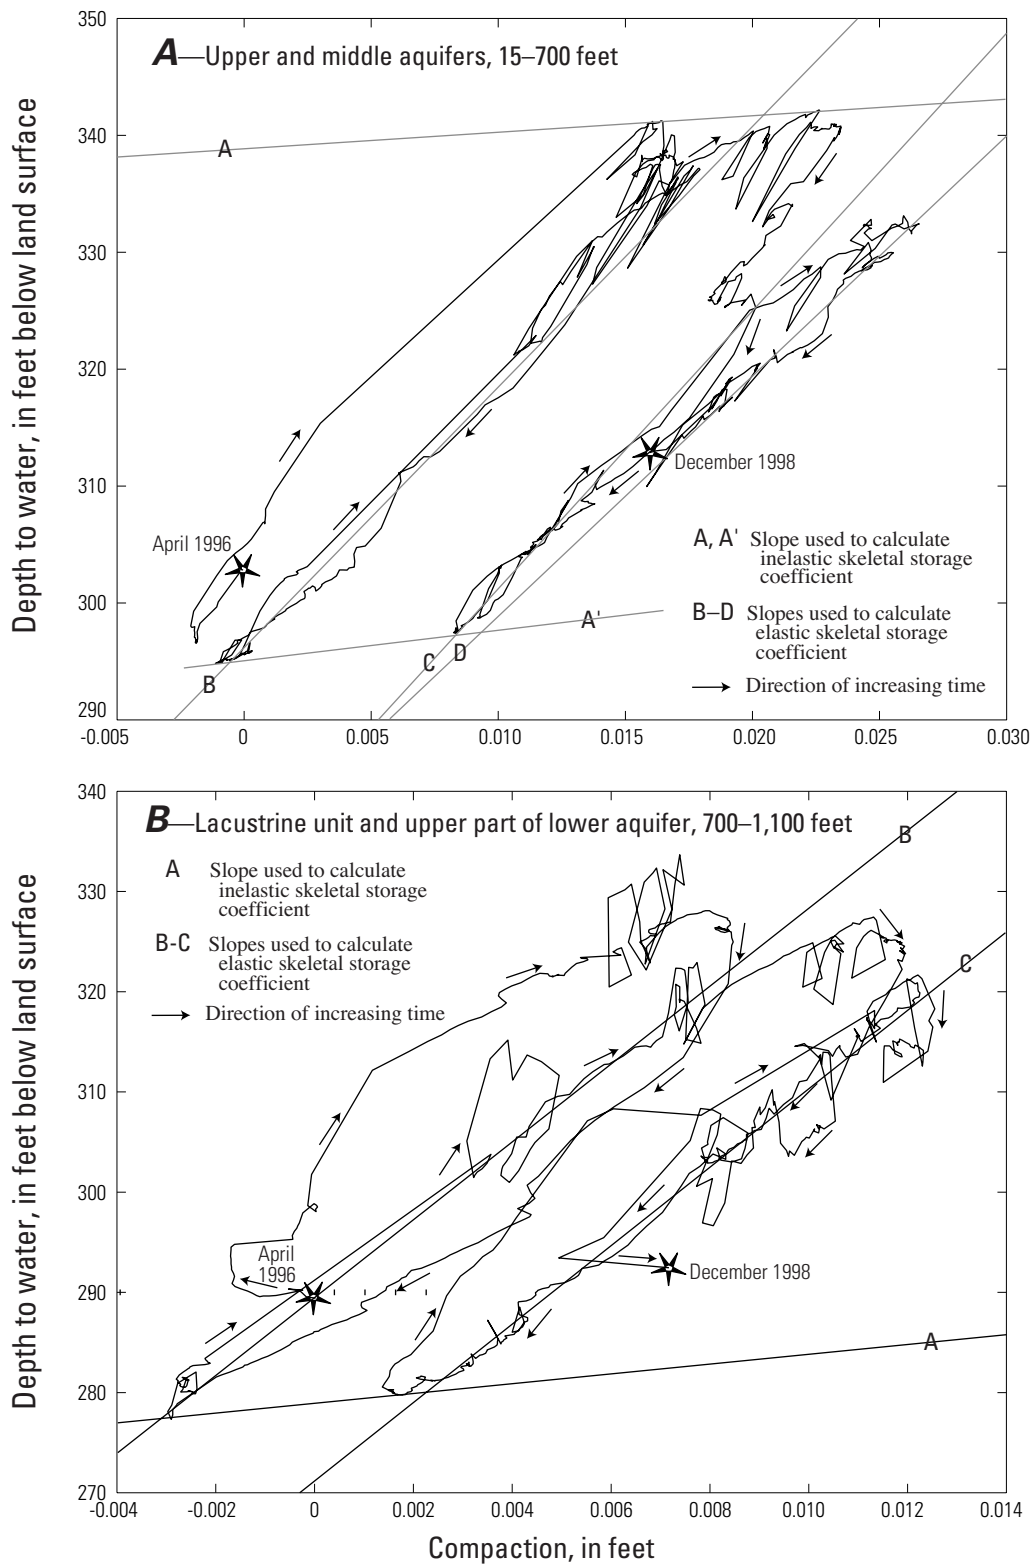 350
A—Upper and middle aquifers, 15–700 feet
340
A
330
320
310
300
290
Depth to water, in feet below land surface
April 1996
December 1998
A, A' Slope used to calculate
inelastic skeletal storage
coefficient
B–D Slopes used to calculate
elastic skeletal storage
coefficient
Direction of increasing time
A'
B
C
D
-0.005
0
0.005
0.010
0.015
0.020
0.025
0.030
340
B—Lacustrine unit and upper part of lower aquifer, 700–1,100 feet
B
A Slope used to calculate
inelastic skeletal storage
coefficient
B-C Slopes used to calculate
elastic skeletal storage
coefficient
Direction of increasing time
C
330
320
310
300
290
280
270
Depth to water, in feet below land surface
April
1996
December 1998
A
-0.004
-0.002
0
0.002
0.004
0.006
0.008
0.010
0.012
0.014
Compaction, in feet